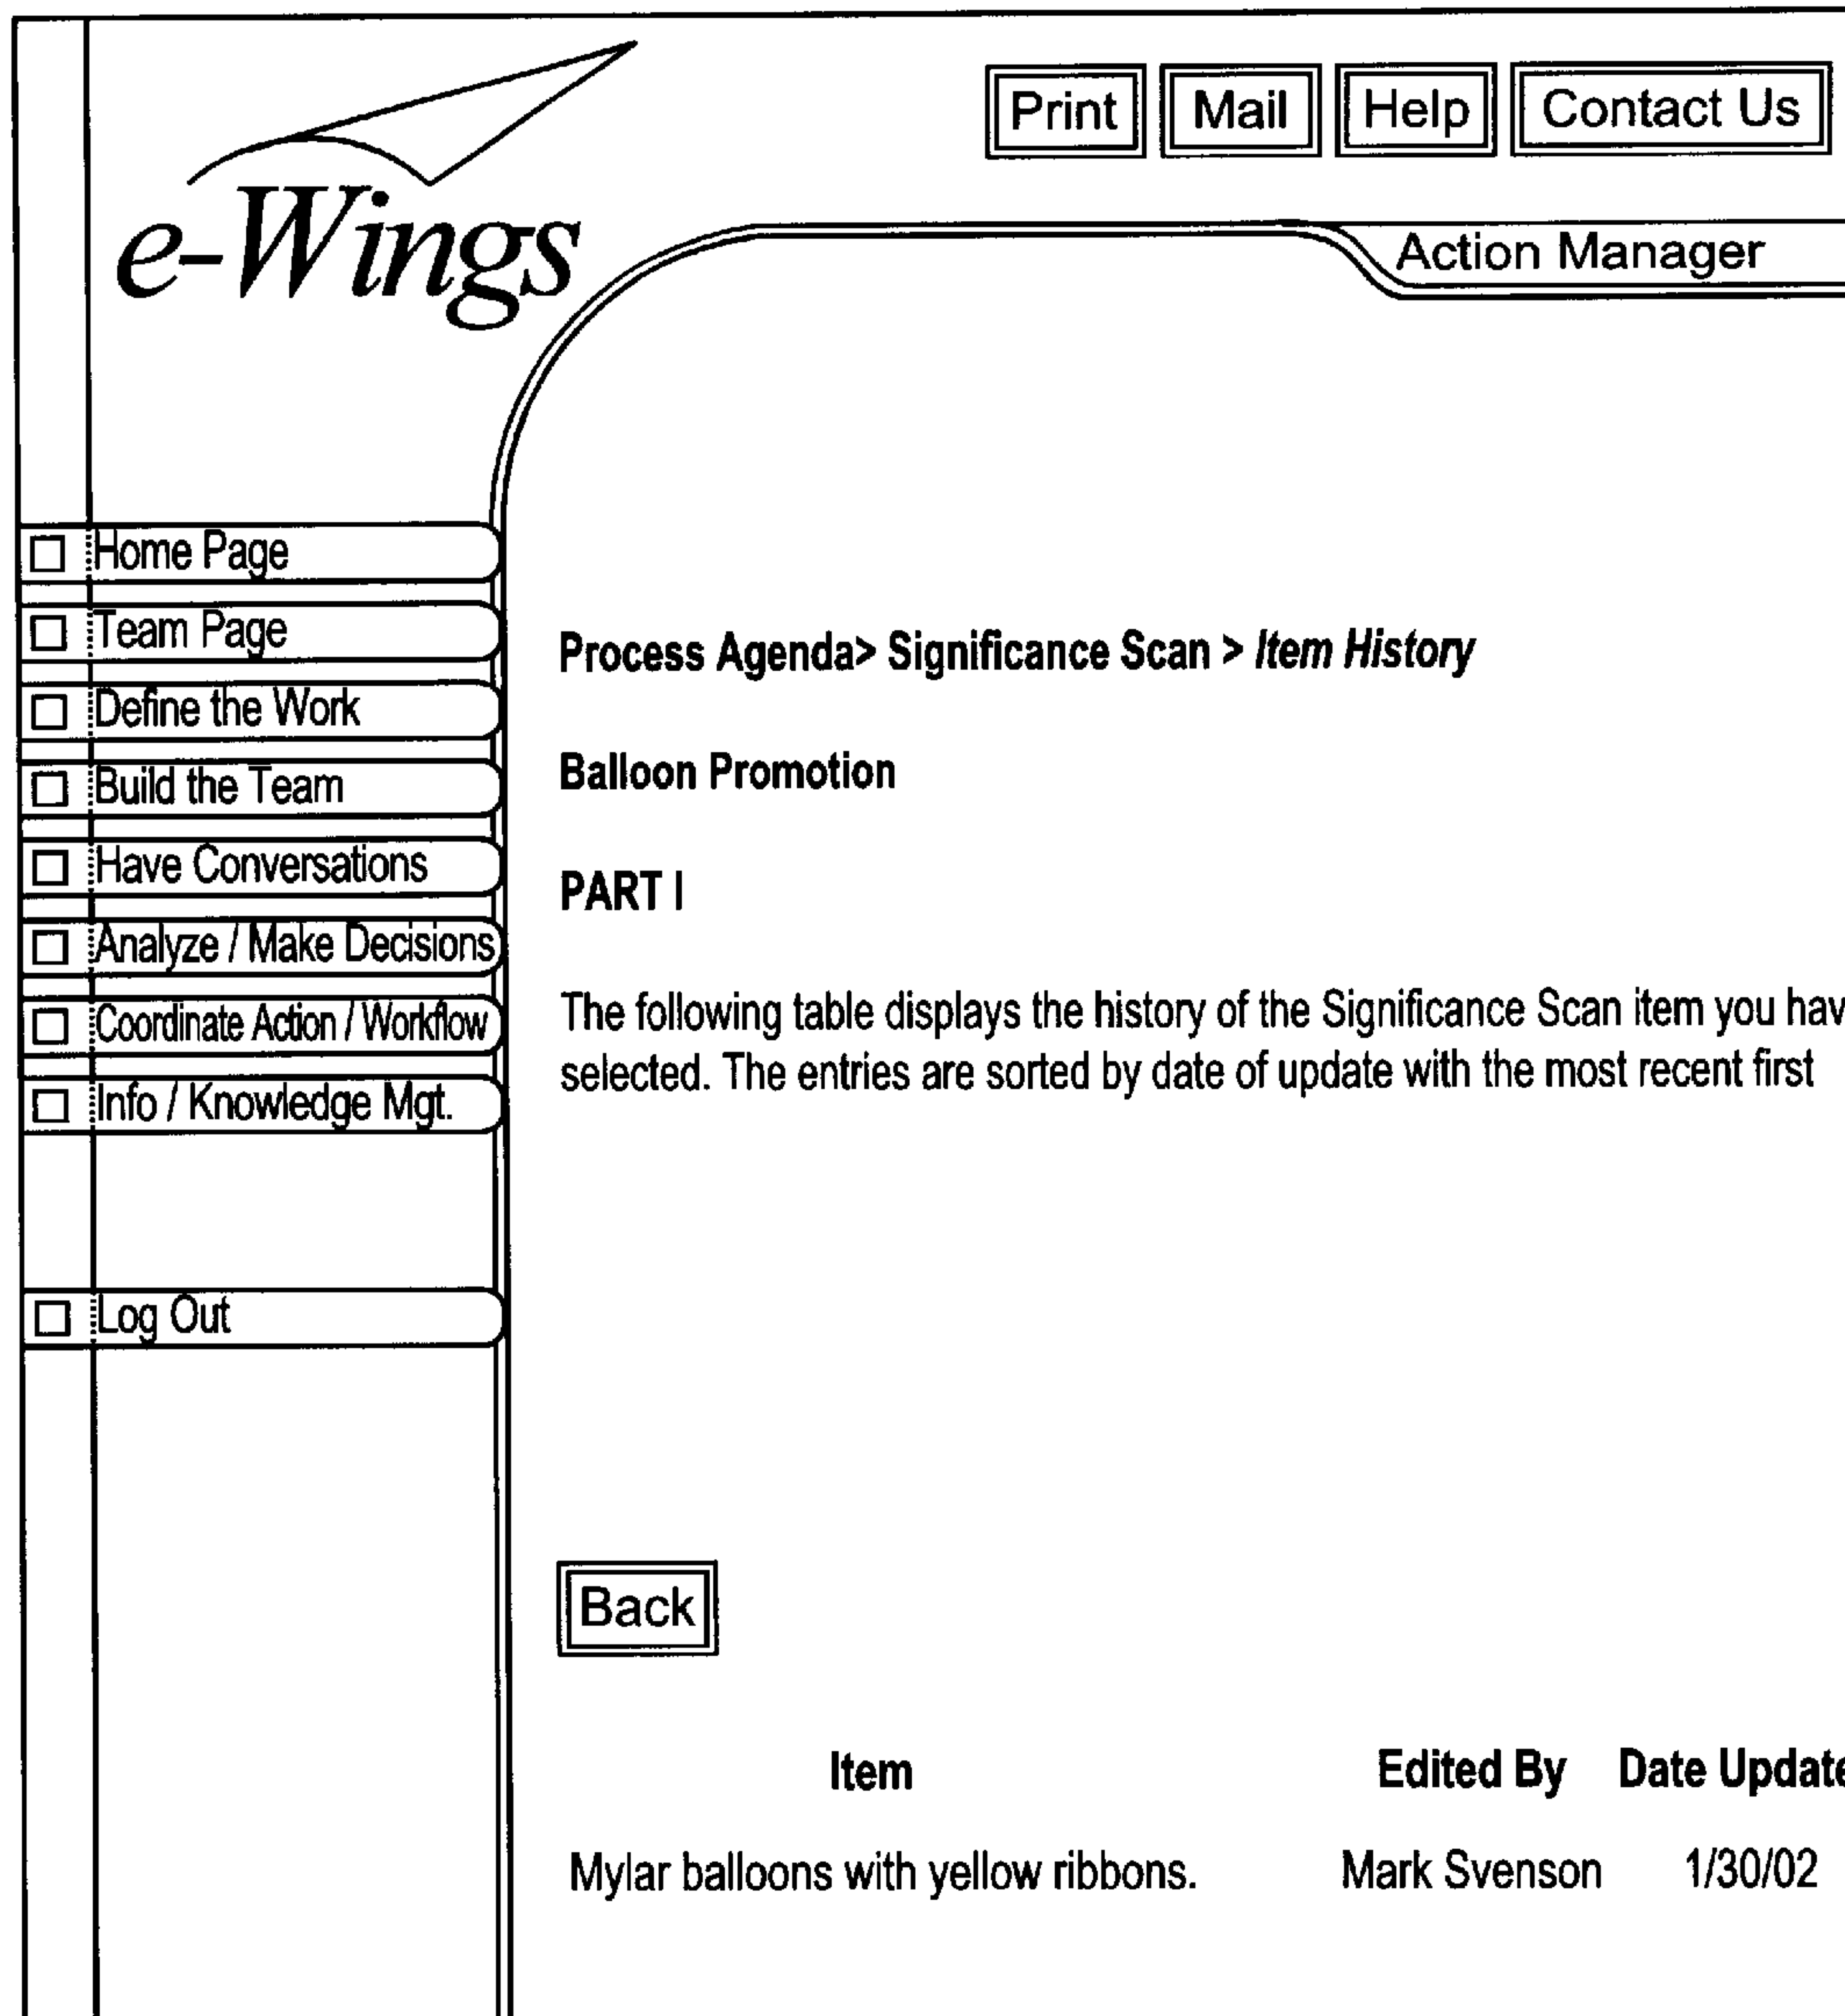 Print Mail Help Contact Us
e-Wings
Action Manager
Home Page
Team Page
Define the Work
Build the Team
Have Conversations
Analyze / Make Decisions
Coordinate Action / Workflow
Info / Knowledge Mgt.
Log Out
Process Agenda> Significance Scan > Item History
Balloon Promotion
PART I
The following table displays the history of the Significance Scan item you hav
selected. The entries are sorted by date of update with the most recent first
Back
Item Edited By Date Update
Mylar balloons with yellow ribbons. Mark Svenson 1/30/02